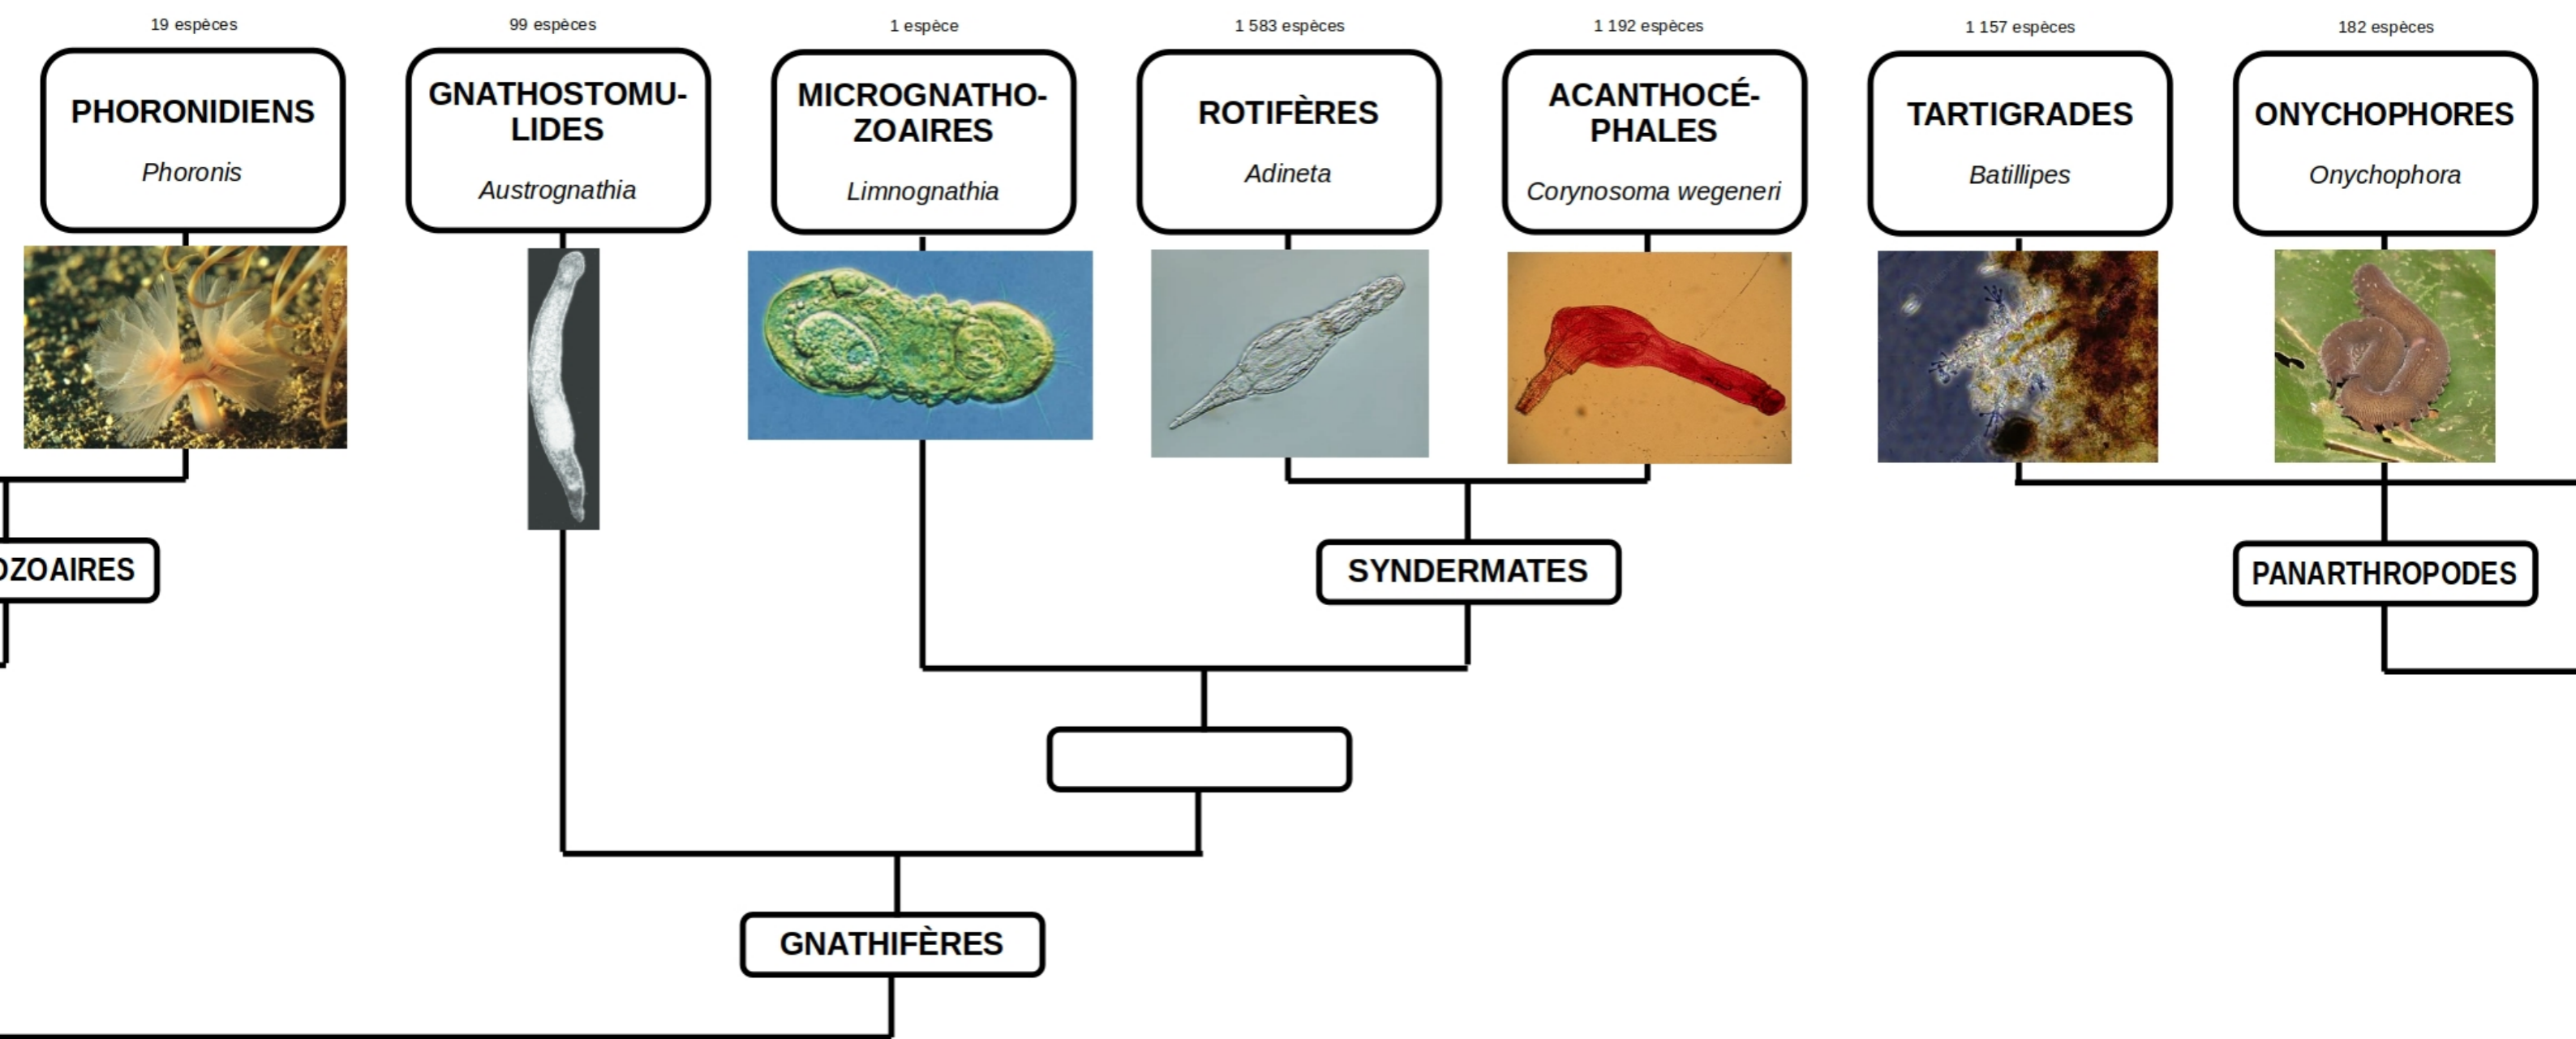 19 espèces
99 espèces
1 espèce
1 583 espèces
1 192 espèces
1 157 espèces
182 espèces
PHORONIDIENS
Phoronis
GNATHOSTOMU-
LIDES
Austrognathia
MICROGNATHO-
ZOAIRES
Limnognathia
ROTIFÈRES
Adineta
ACANTHOCÉ-
PHALES
Corynosoma wegeneri
TARTIGRADES
Batillipes
ONYCHOPHORES
Onychophora
OZOAIRES
SYNDERMATES
PANARTHROPODES
GNATHIFÈRES